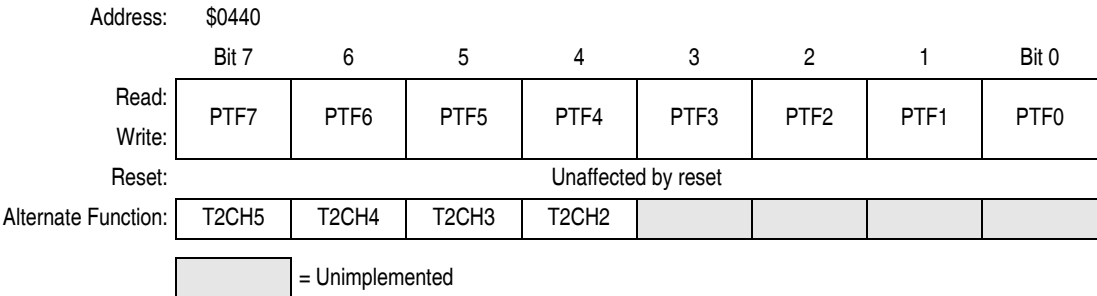 Address: $0440
Bit 7 6 5 4 3 2 1 Bit 0
Read:
PTF7 PTF6 PTF5 PTF4 PTF3 PTF2 PTF1 PTF0
Write:
Reset: Unaffected by reset
Alternate Function: T2CH5 T2CH4 T2CH3 T2CH2
= Unimplemented